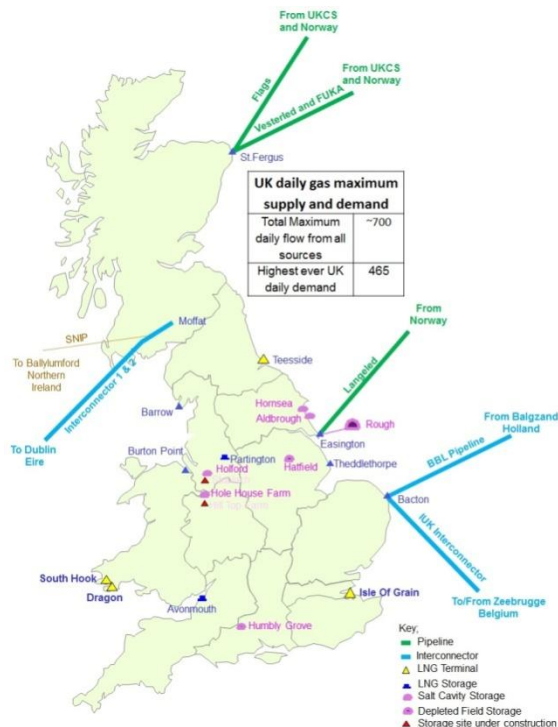 From UKCS
and Norway
From UKCS
and Norway
Flags
Vesterled and FUKA
St.Fergus
UK daily gas maximum
supply and demand
Total Maximum
daily flow from all
sources
~700
Highest ever UK
daily demand
465
From
Norway
Langeled
Moffat
SNIP
To Ballylumford
Northern
Ireland
Interconnector 1 & 2
To Dublin
Eire
Teesside
Hornsea
Aldbrough
Rough
Easington
Barrow
Burton Point
Partington
Holford
Hatfield
Theddlethorpe
Hole House Farm
Hill Top Farm
From Balgzand
Holland
BBL Pipeline
Bacton
IUK Interconnector
To/From Zeebrugge
Belgium
South Hook
Dragon
Avonmouth
Isle Of Grain
Humbly Grove
Key;
Pipeline
Interconnector
LNG Terminal
LNG Storage
Salt Cavity Storage
Depleted Field Storage
Storage site under construction